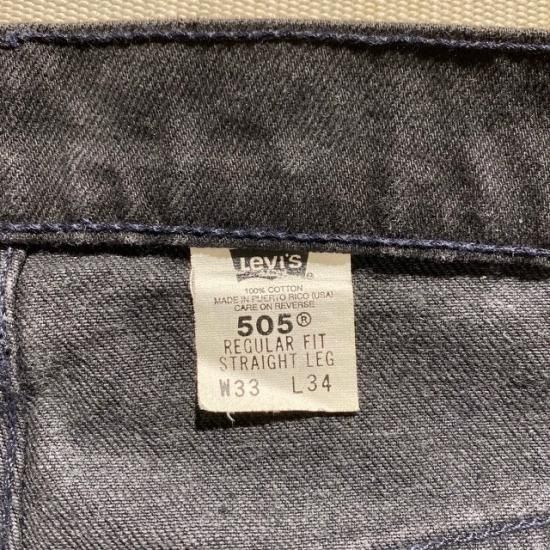 Levi's
100% COTTON
MADE IN PUERTO RICO (USA)
CARE ON REVERSE
505®
REGULAR FIT
STRAIGHT LEG
W33 L34